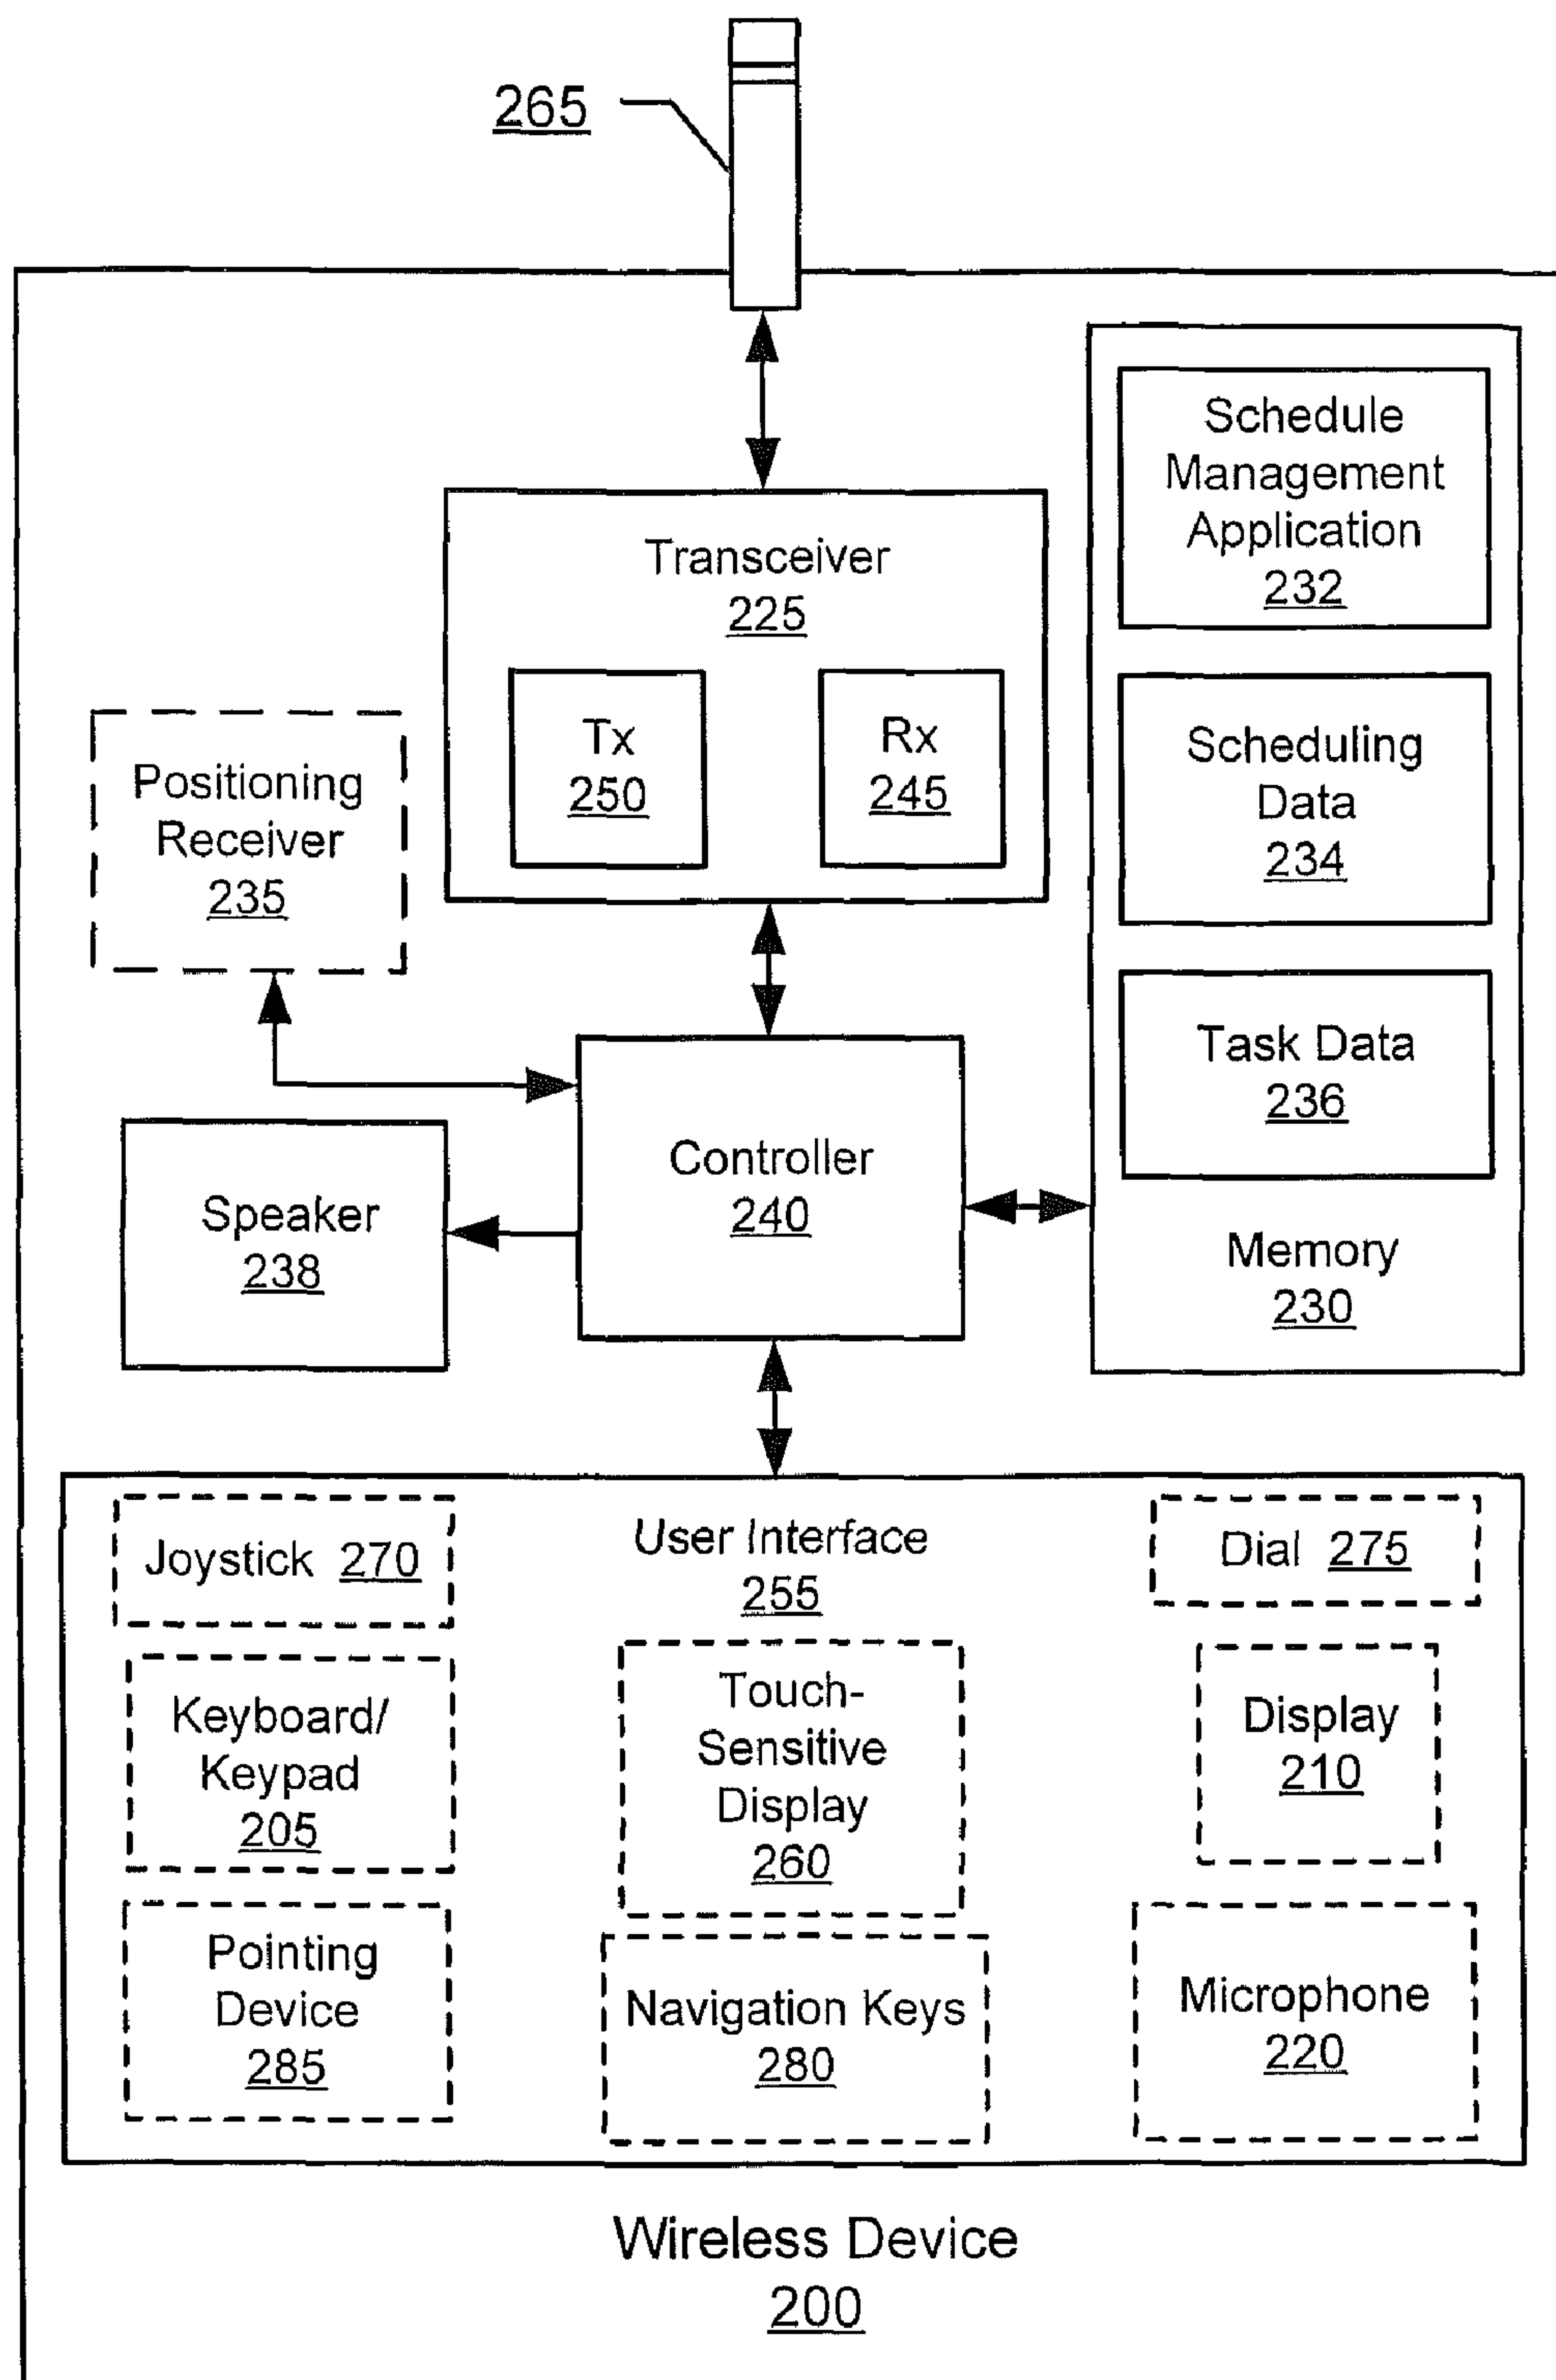 265
Schedule
Management
Application
232
Transceiver
225
Tx
250
Rx
245
Scheduling
Data
234
Positioning
Receiver
235
Task Data
236
Controller
240
Speaker
238
Memory
230
Joystick 270
User Interface
255
Dial 275
Keyboard/
Keypad
205
Touch-
Sensitive
Display
260
Display
210
Pointing
Device
285
Navigation Keys
280
Microphone
220
Wireless Device
200